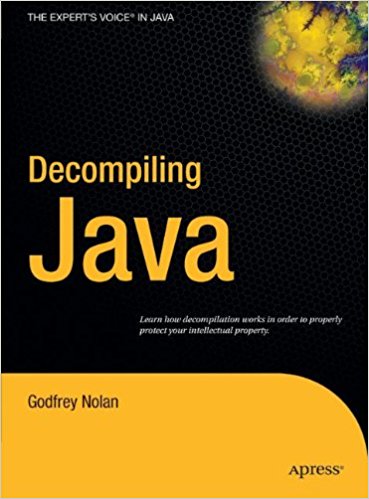 THE EXPERT'S VOICE® IN JAVA
Decompiling
Java
Learn how decompilation works in order to properly
protect your intellectual property.
Godfrey Nolan
Apress®